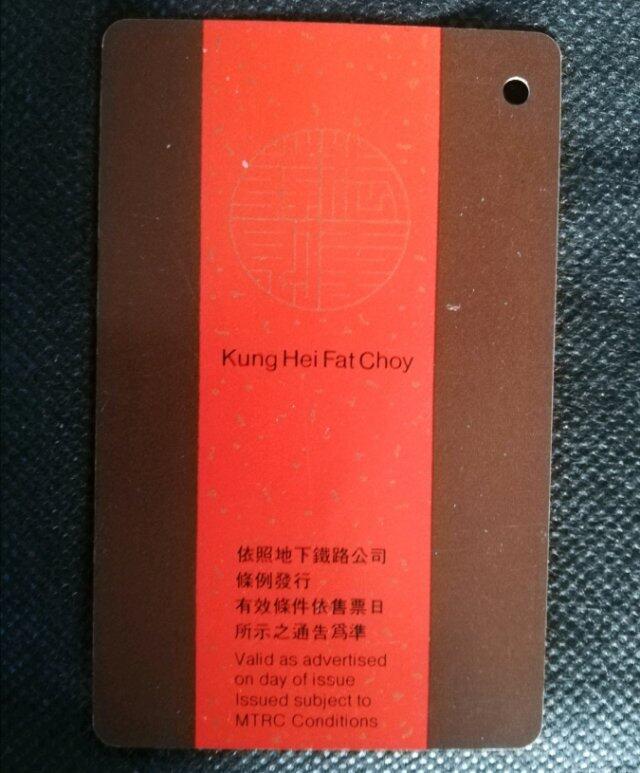 Kung Hei Fat Choy
依照地下鐵路公司
條例發行
有效條件依售票日
所示之通告爲準
Valid as advertised
on day of issue
Issued subject to
MTRC Conditions